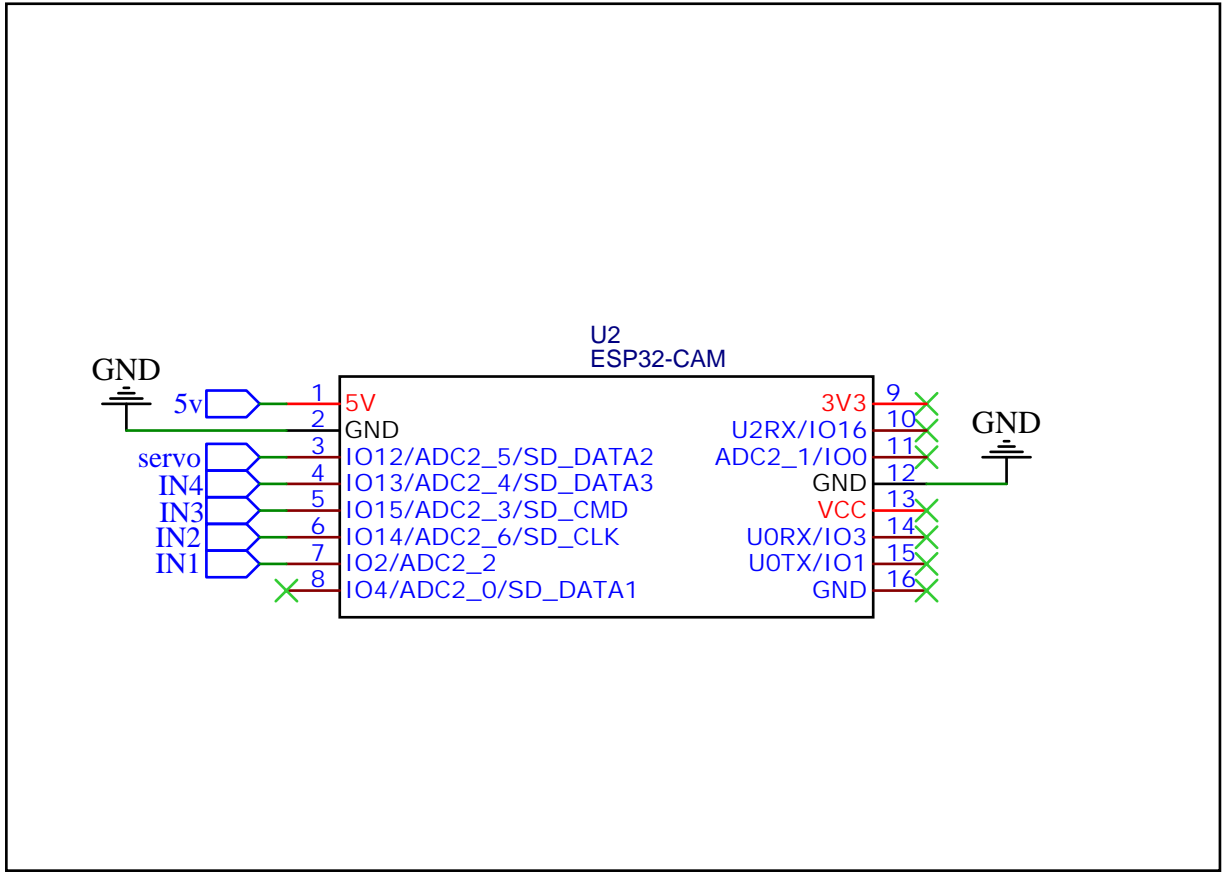 U2
ESP32-CAM
GND
5v
1
5V
2
GND
servo
3
IO12/ADC2_5/SD_DATA2
IN4
4
IO13/ADC2_4/SD_DATA3
IN3
5
IO15/ADC2_3/SD_CMD
IN2
6
IO14/ADC2_6/SD_CLK
IN1
7
IO2/ADC2_2
8
IO4/ADC2_0/SD_DATA1
3V3
9
U2RX/IO16
10
ADC2_1/IO0
11
GND
12
GND
VCC
13
U0RX/IO3
14
U0TX/IO1
15
GND
16